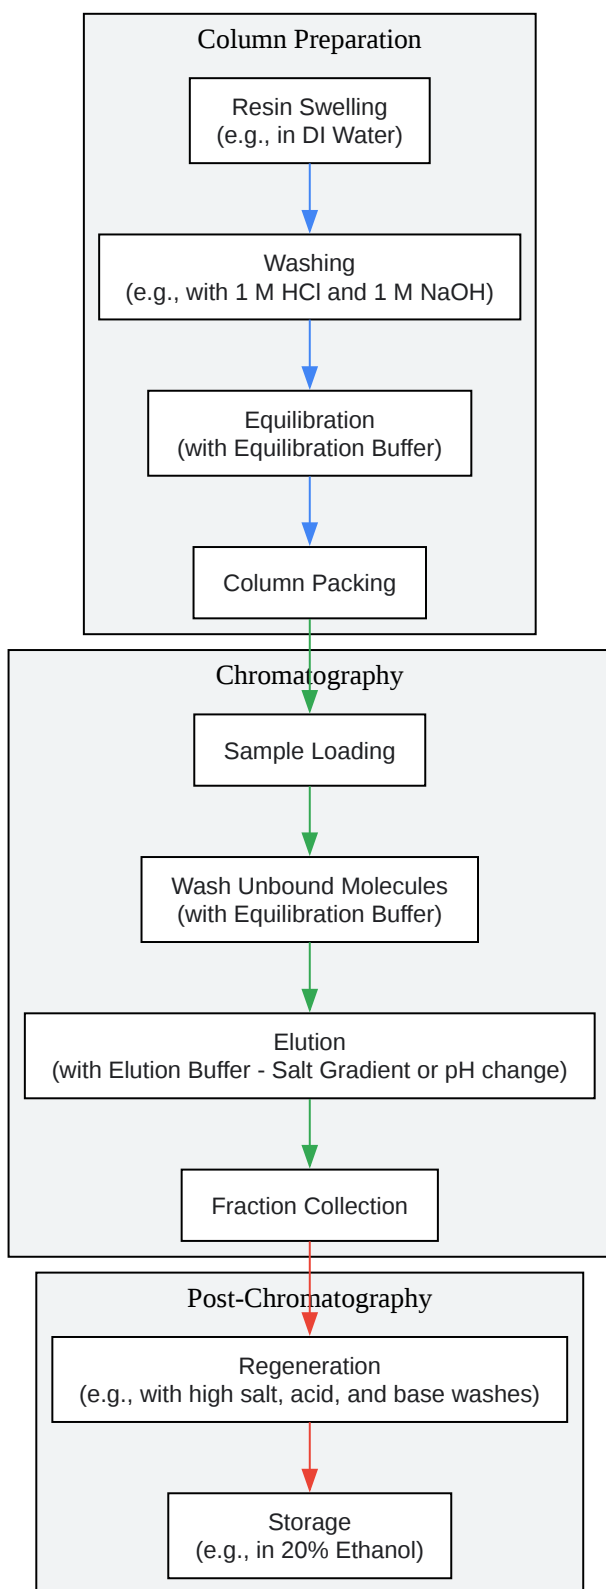 Column Preparation
Resin Swelling
(e.g., in DI Water)
Washing
(e.g., with 1 M HCl and 1 M NaOH)
Equilibration
(with Equilibration Buffer)
Column Packing
Chromatography
Sample Loading
Wash Unbound Molecules
(with Equilibration Buffer)
Elution
(with Elution Buffer - Salt Gradient or pH change)
Fraction Collection
Post-Chromatography
Regeneration
(e.g., with high salt, acid, and base washes)
Storage
(e.g., in 20% Ethanol)